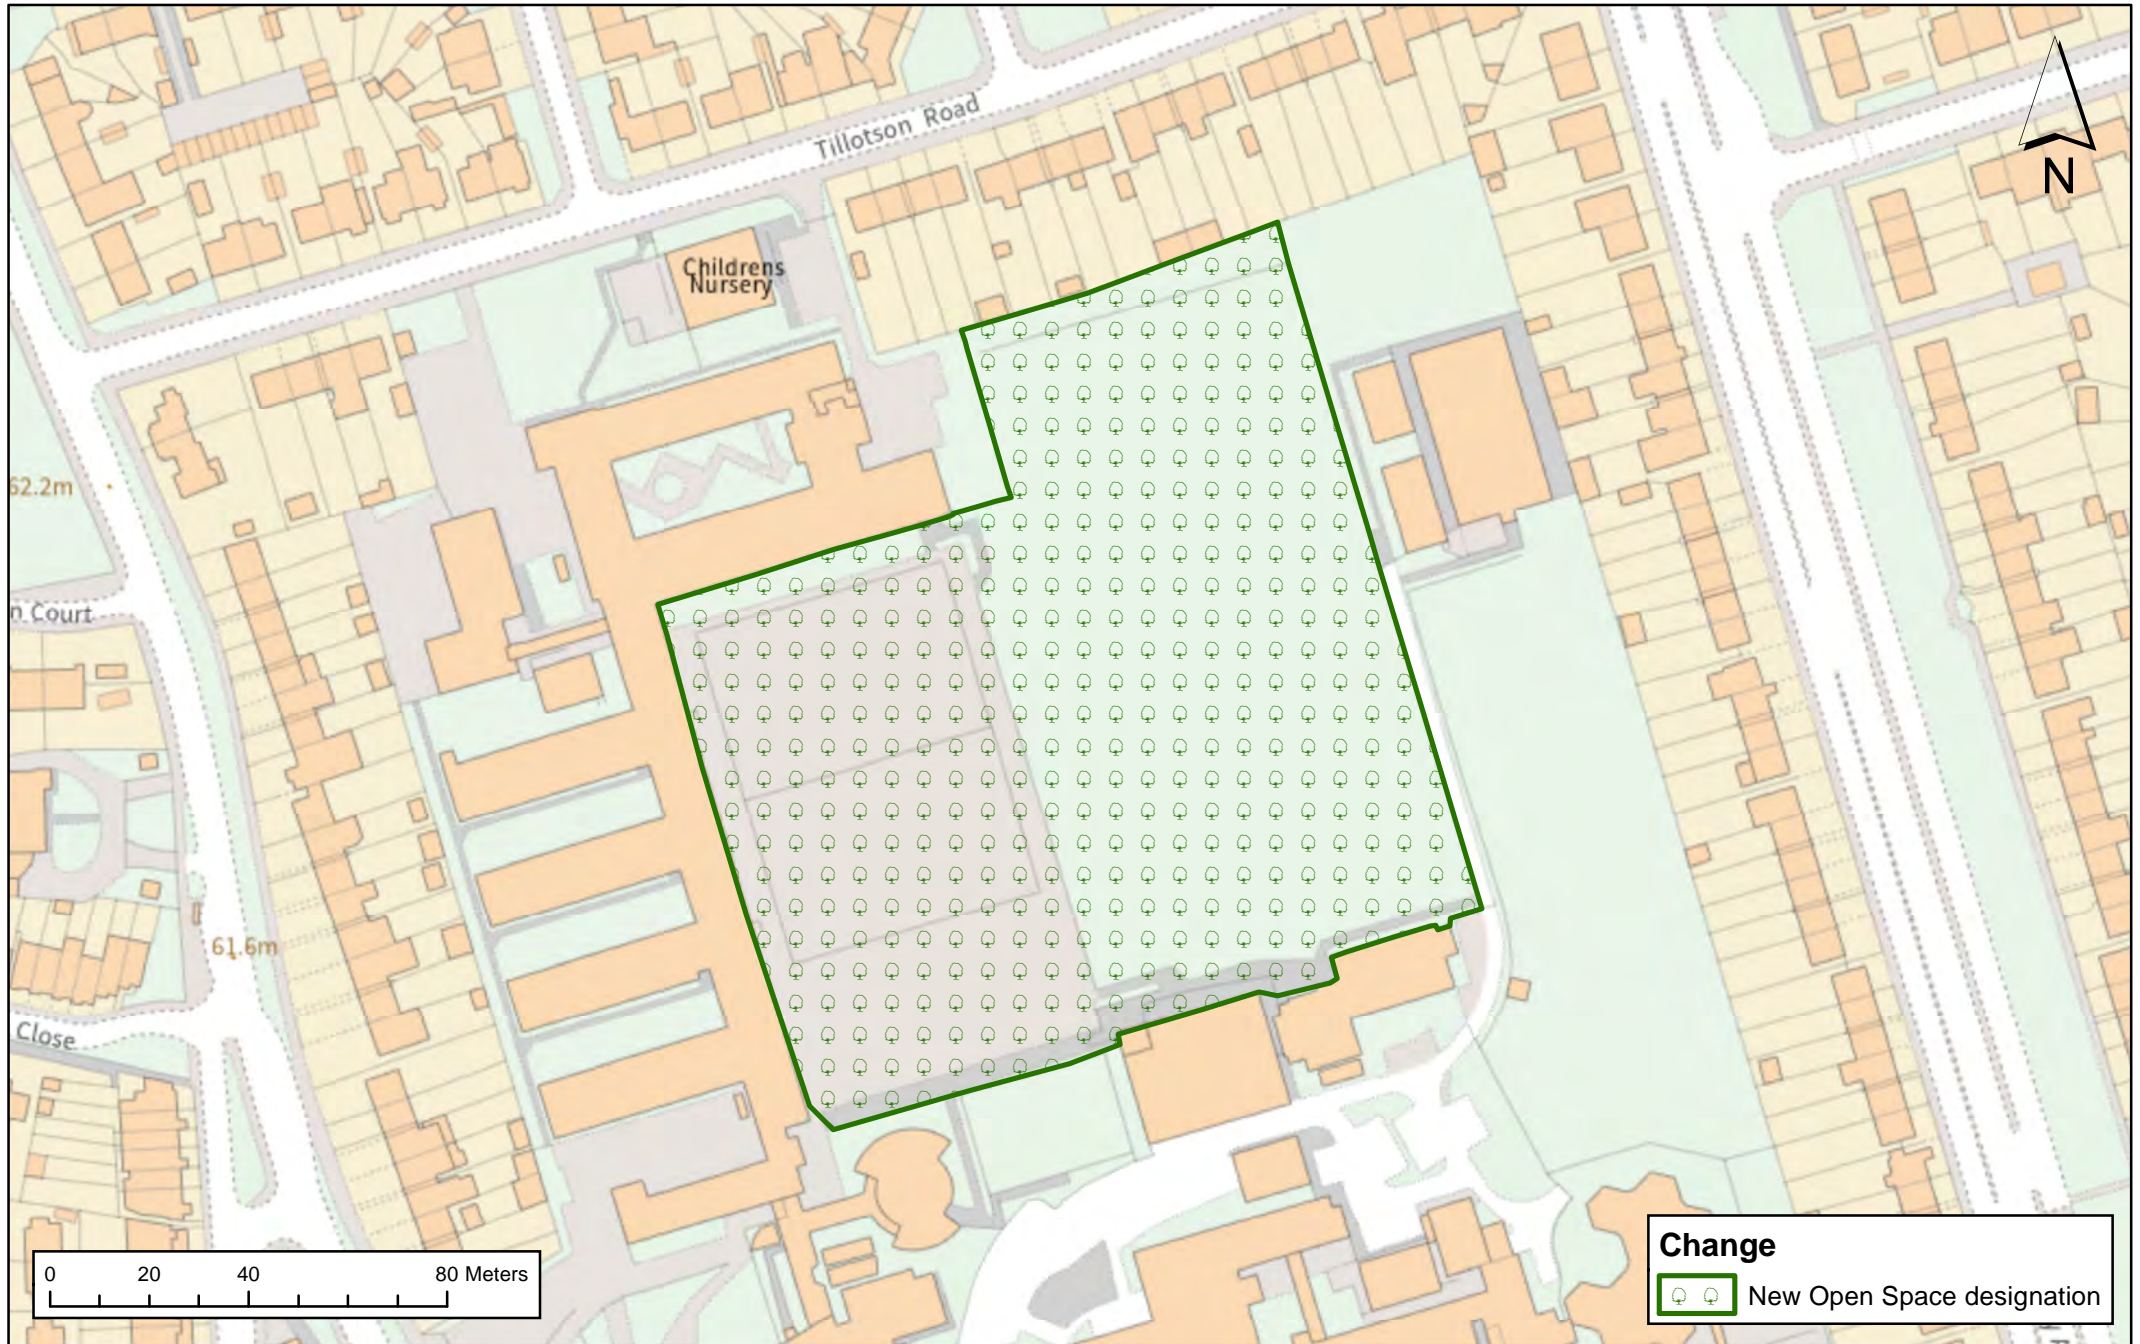 Tillotson Road
N
Childrens
Nursery
62.2m
n Court
61.6m
Close
0 20 40 80 Meters
Change
New Open Space designation